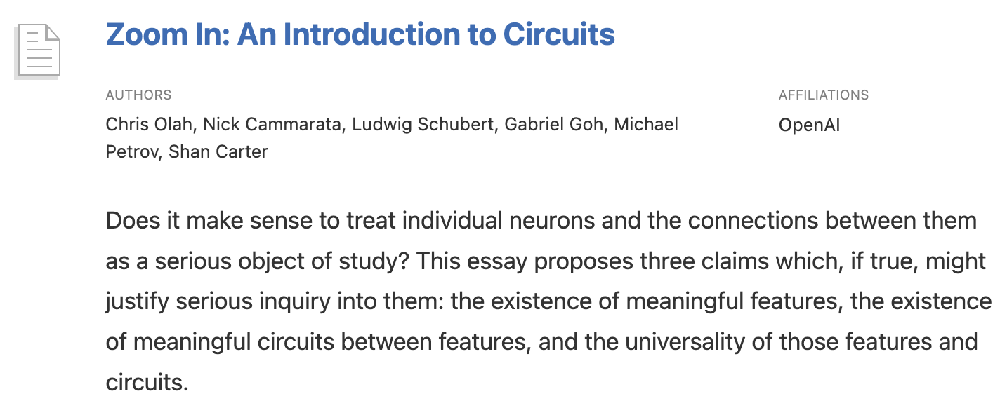 Zoom In: An Introduction to Circuits
AUTHORS
Chris Olah, Nick Cammarata, Ludwig Schubert, Gabriel Goh, Michael
Petrov, Shan Carter
AFFILIATIONS
OpenAI
Does it make sense to treat individual neurons and the connections between them
as a serious object of study? This essay proposes three claims which, if true, might
justify serious inquiry into them: the existence of meaningful features, the existence
of meaningful circuits between features, and the universality of those features and
circuits.